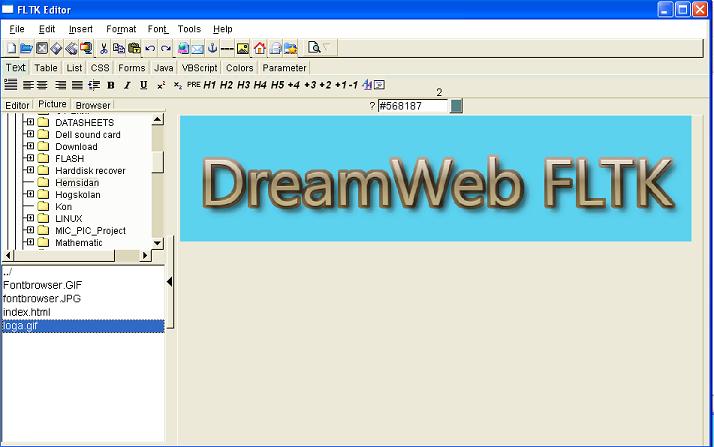 FLTK Editor
File Edit Insert Format Font Tools Help
Text Table List CSS Forms Java VBScript Colors Parameter
B I U x² x₂ PRE H1 H2 H3 H4 H5 +4 +3 +2 +1 -1
2
Editor Picture Browser ? #568187
DATASHEETS
Dell sound card
Download
FLASH
Harddisk recover
Hemsidan
Hogskolan
Kon
LINUX
MIC_PIC_Project
Mathematic
DreamWeb FLTK
../
Fontbrowser.GIF
fontbrowser.JPG
index.html
loga.gif